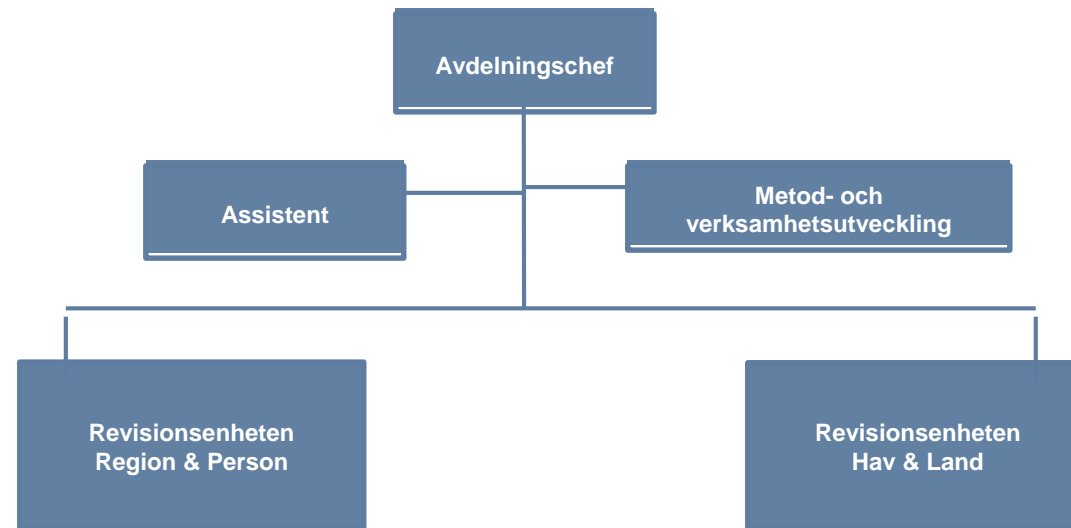 Avdelningschef
Assistent
Metod- och
verksamhetsutveckling
Revisionsenheten
Region & Person
Revisionsenheten
Hav & Land